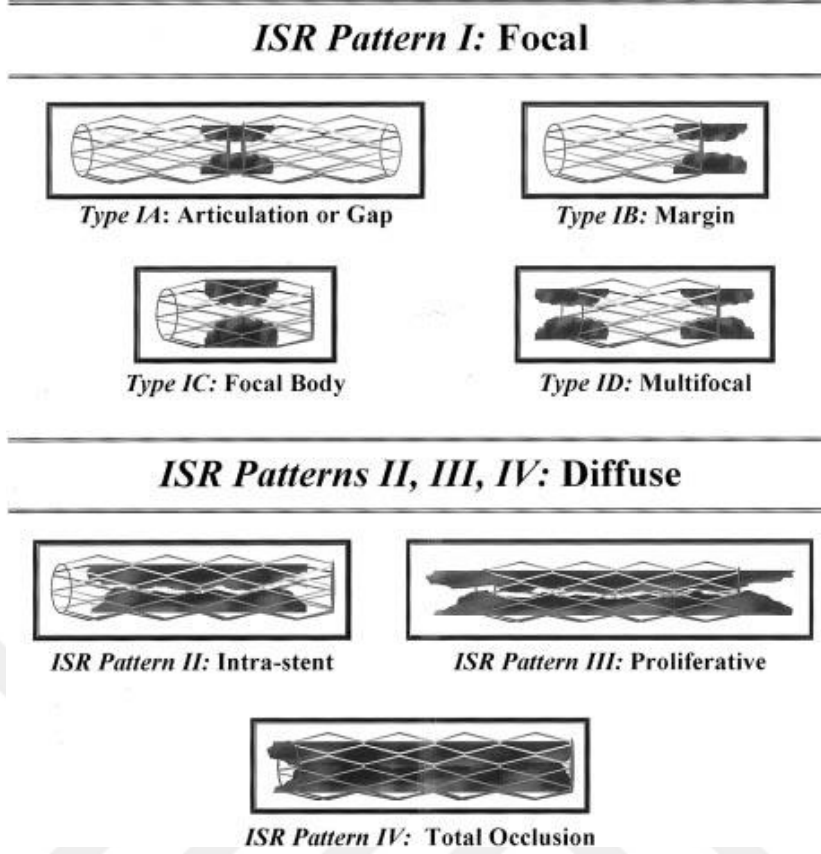 ISR Pattern I: Focal
Type IA: Articulation or Gap
Type IB: Margin
Type IC: Focal Body
Type ID: Multifocal
ISR Patterns II, III, IV: Diffuse
ISR Pattern II: Intra-stent
ISR Pattern III: Proliferative
ISR Pattern IV: Total Occlusion